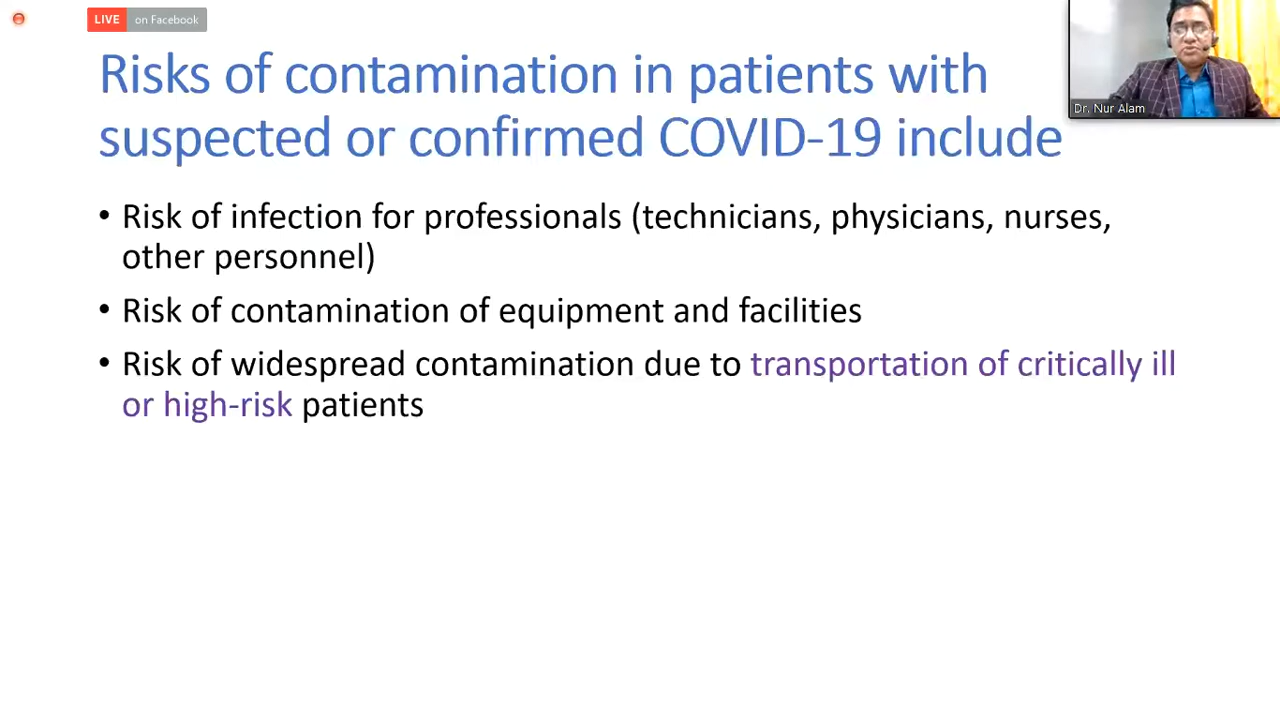 LIVE on Facebook
Risks of contamination in patients with
suspected or confirmed COVID-19 include
Dr. Nur Alam
• Risk of infection for professionals (technicians, physicians, nurses,
other personnel)
• Risk of contamination of equipment and facilities
• Risk of widespread contamination due to transportation of critically ill
or high-risk patients